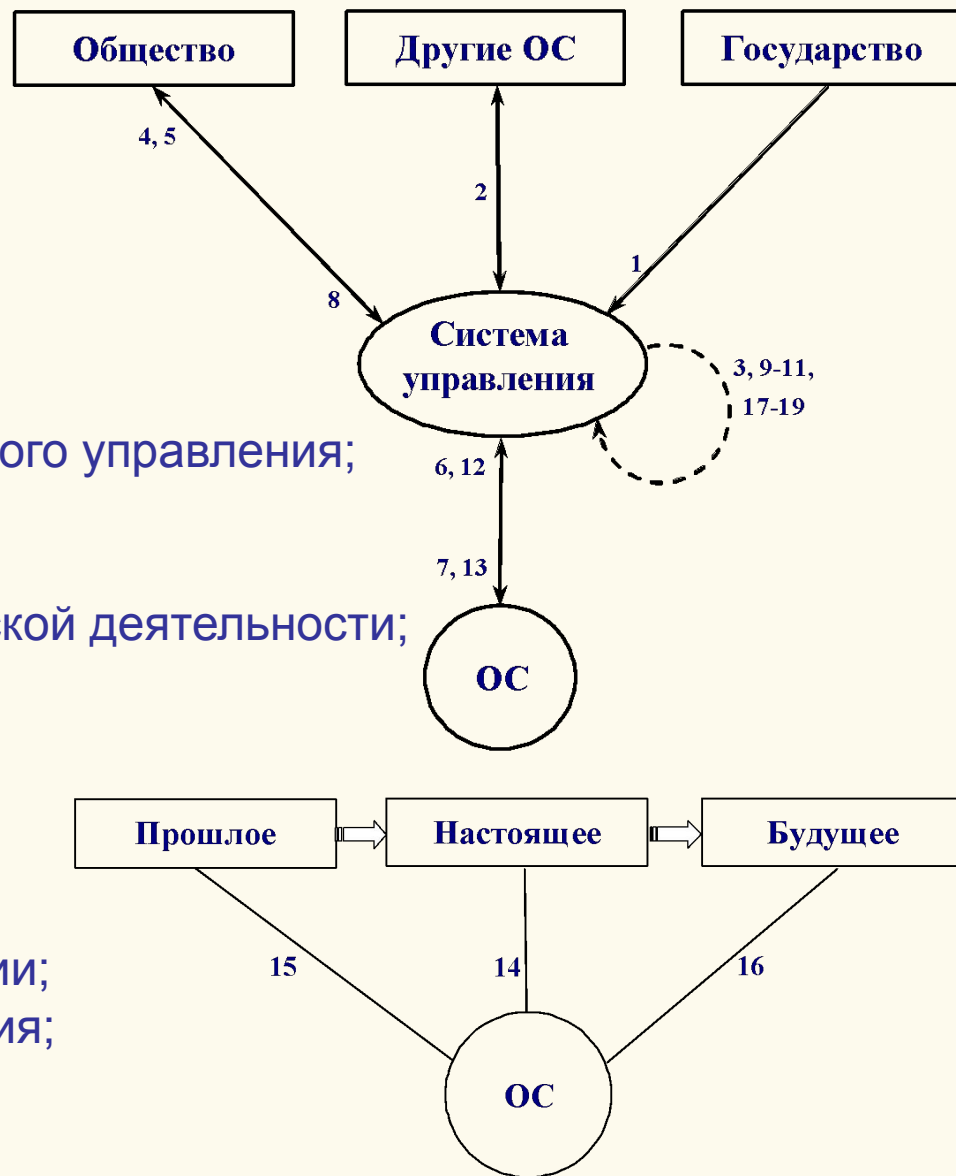 Общество
Другие ОС
Государство
4, 5
2
1
8
Система
управления
3, 9-11,
17-19
ого управления;
6, 12
7, 13
ской деятельности;
ОС
Прошлое
Настоящее
Будущее
ии;
15
14
16
ия;
ОС